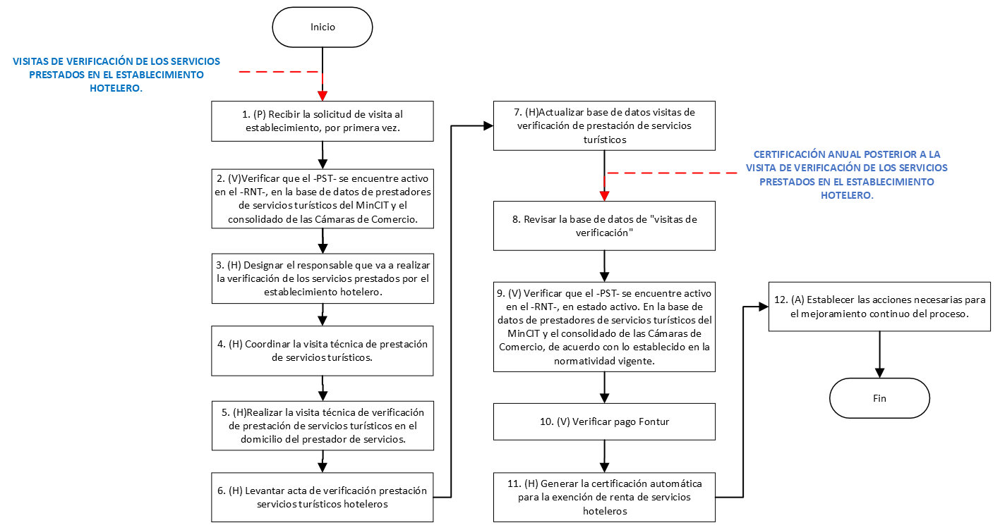 Inicio
VISITAS DE VERIFICACIÓN DE LOS SERVICIOS
PRESTADOS EN EL ESTABLECIMIENTO
HOTELERO.
1. (P) Recibir la solicitud de visita al
establecimiento, por primera vez.
2. (V)Verificar que el -PST- se encuentre activo
en el -RNT-, en la base de datos de prestadores
de servicios turísticos del MinCIT y el
consolidado de las Cámaras de Comercio.
3. (H) Designar el responsable que va a realizar
la verificación de los servicios prestados por el
establecimiento hotelero.
4. (H) Coordinar la visita técnica de prestación
de servicios turísticos.
5. (H)Realizar la visita técnica de verificación
de prestación de servicios turísticos en el
domicilio del prestador de servicios.
6. (H) Levantar acta de verificación prestación
servicios turísticos hoteleros
7. (H)Actualizar base de datos visitas de
verificación de prestación de servicios
turísticos
CERTIFICACIÓN ANUAL POSTERIOR A LA
VISITA DE VERIFICACIÓN DE LOS SERVICIOS
PRESTADOS EN EL ESTABLECIMIENTO
HOTELERO.
8. Revisar la base de datos de "visitas de
verificación"
9. (V) Verificar que el -PST- se encuentre activo
en el -RNT-, en estado activo. En la base de
datos de prestadores de servicios turísticos del
MinCIT y el consolidado de las Cámaras de
Comercio, de acuerdo con lo establecido en la
normatividad vigente.
10. (V) Verificar pago Fontur
11. (H) Generar la certificación automática
para la exención de renta de servicios
hoteleros
12. (A) Establecer las acciones necesarias para
el mejoramiento continuo del proceso.
Fin